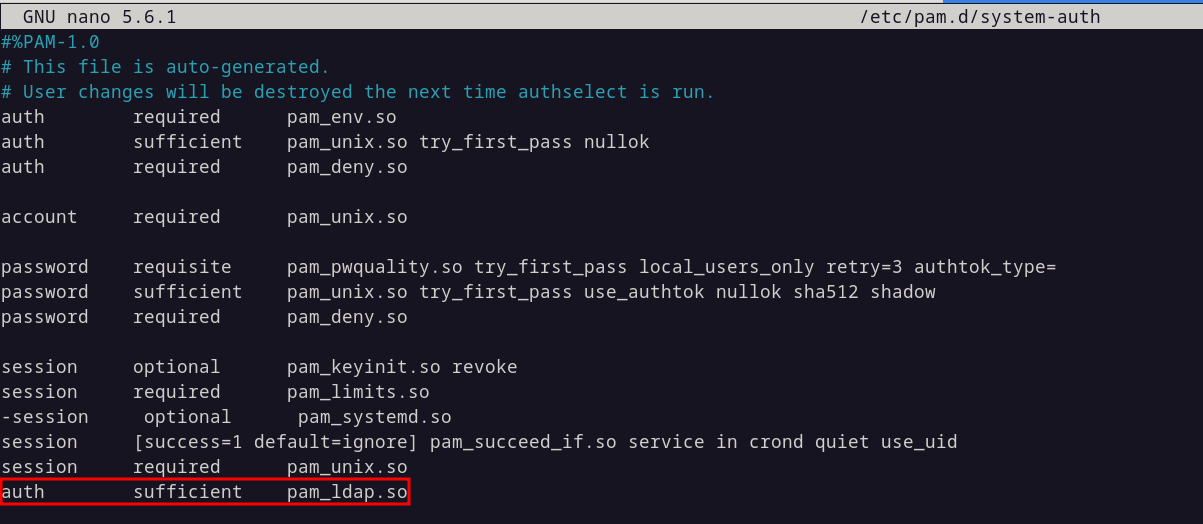 GNU nano 5.6.1 /etc/pam.d/system-auth
#%PAM-1.0
# This file is auto-generated.
# User changes will be destroyed the next time authselect is run.
auth        required      pam_env.so
auth        sufficient    pam_unix.so try_first_pass nullok
auth        required      pam_deny.so
account     required      pam_unix.so
password    requisite     pam_pwquality.so try_first_pass local_users_only retry=3 authtok_type=
password    sufficient    pam_unix.so try_first_pass use_authtok nullok sha512 shadow
password    required      pam_deny.so
session     optional      pam_keyinit.so revoke
session     required      pam_limits.so
-session     optional      pam_systemd.so
session     [success=1 default=ignore] pam_succeed_if.so service in crond quiet use_uid
session     required      pam_unix.so
auth        sufficient    pam_ldap.so